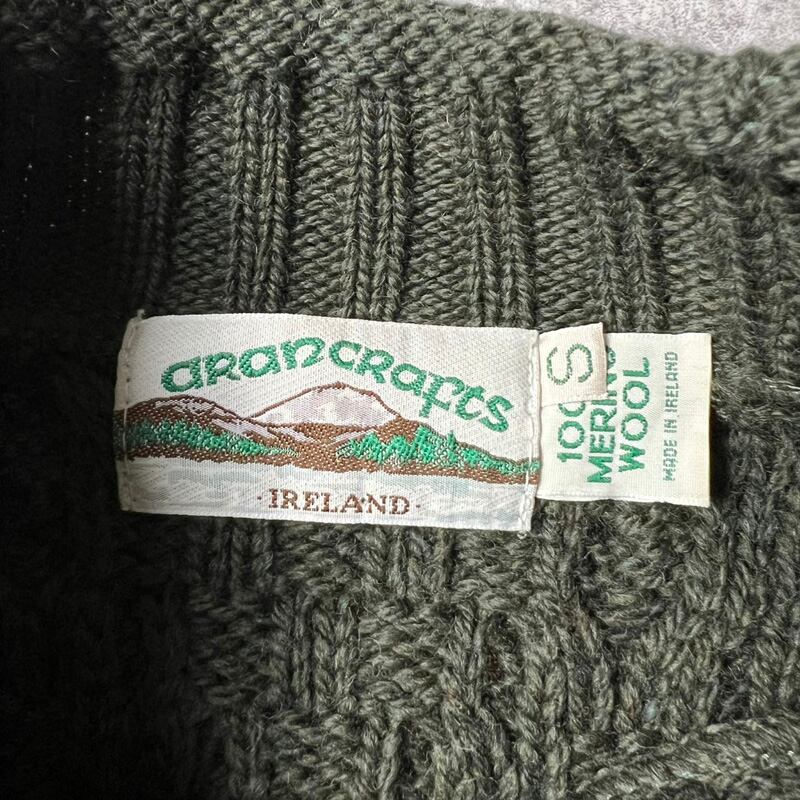 arancrafts
·IRELAND·
S
100
MERINO
WOOL
MADE IN IRELAND